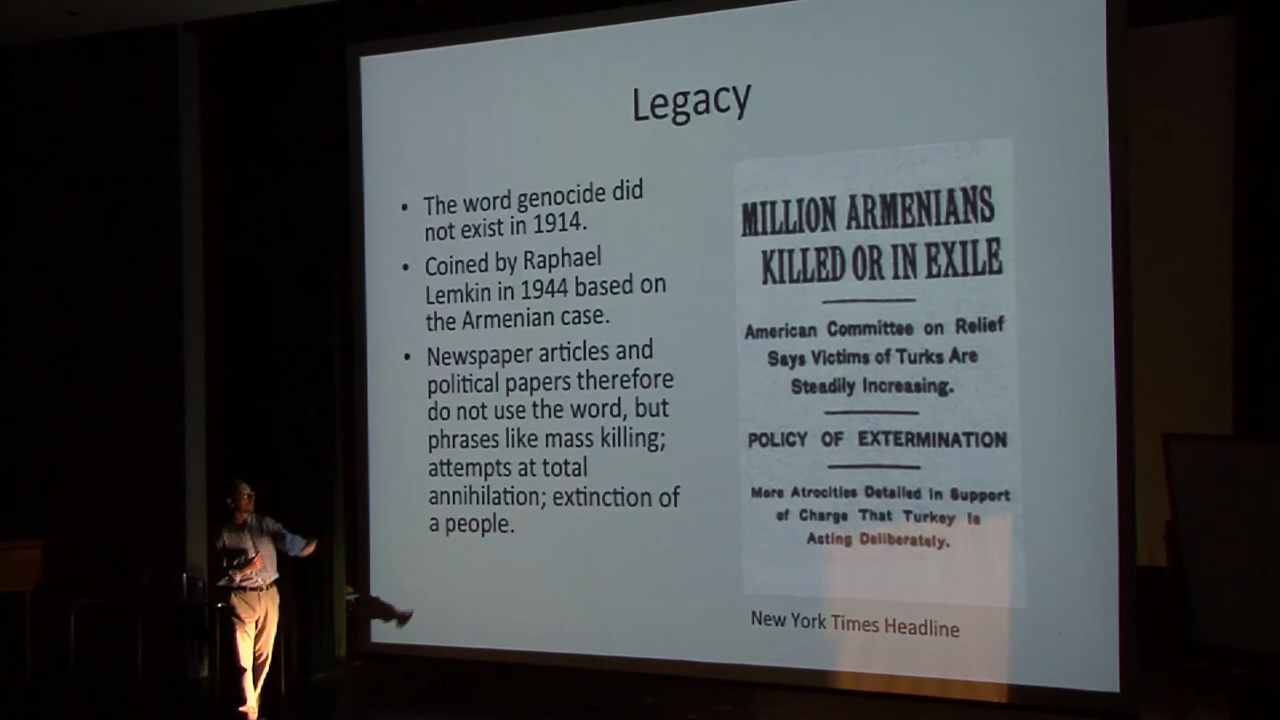 Legacy
• The word genocide did
not exist in 1914.
• Coined by Raphael
Lemkin in 1944 based on
the Armenian case.
• Newspaper articles and
political papers therefore
do not use the word, but
phrases like mass killing;
attempts at total
annihilation; extinction of
a people.
MILLION ARMENIANS
KILLED OR IN EXILE
American Committee on Relief
Says Victims of Turks Are
Steadily Increasing.
POLICY OF EXTERMINATION
More Atrocities Detailed in Support
of Charge That Turkey Is
Acting Deliberately.
New York Times Headline